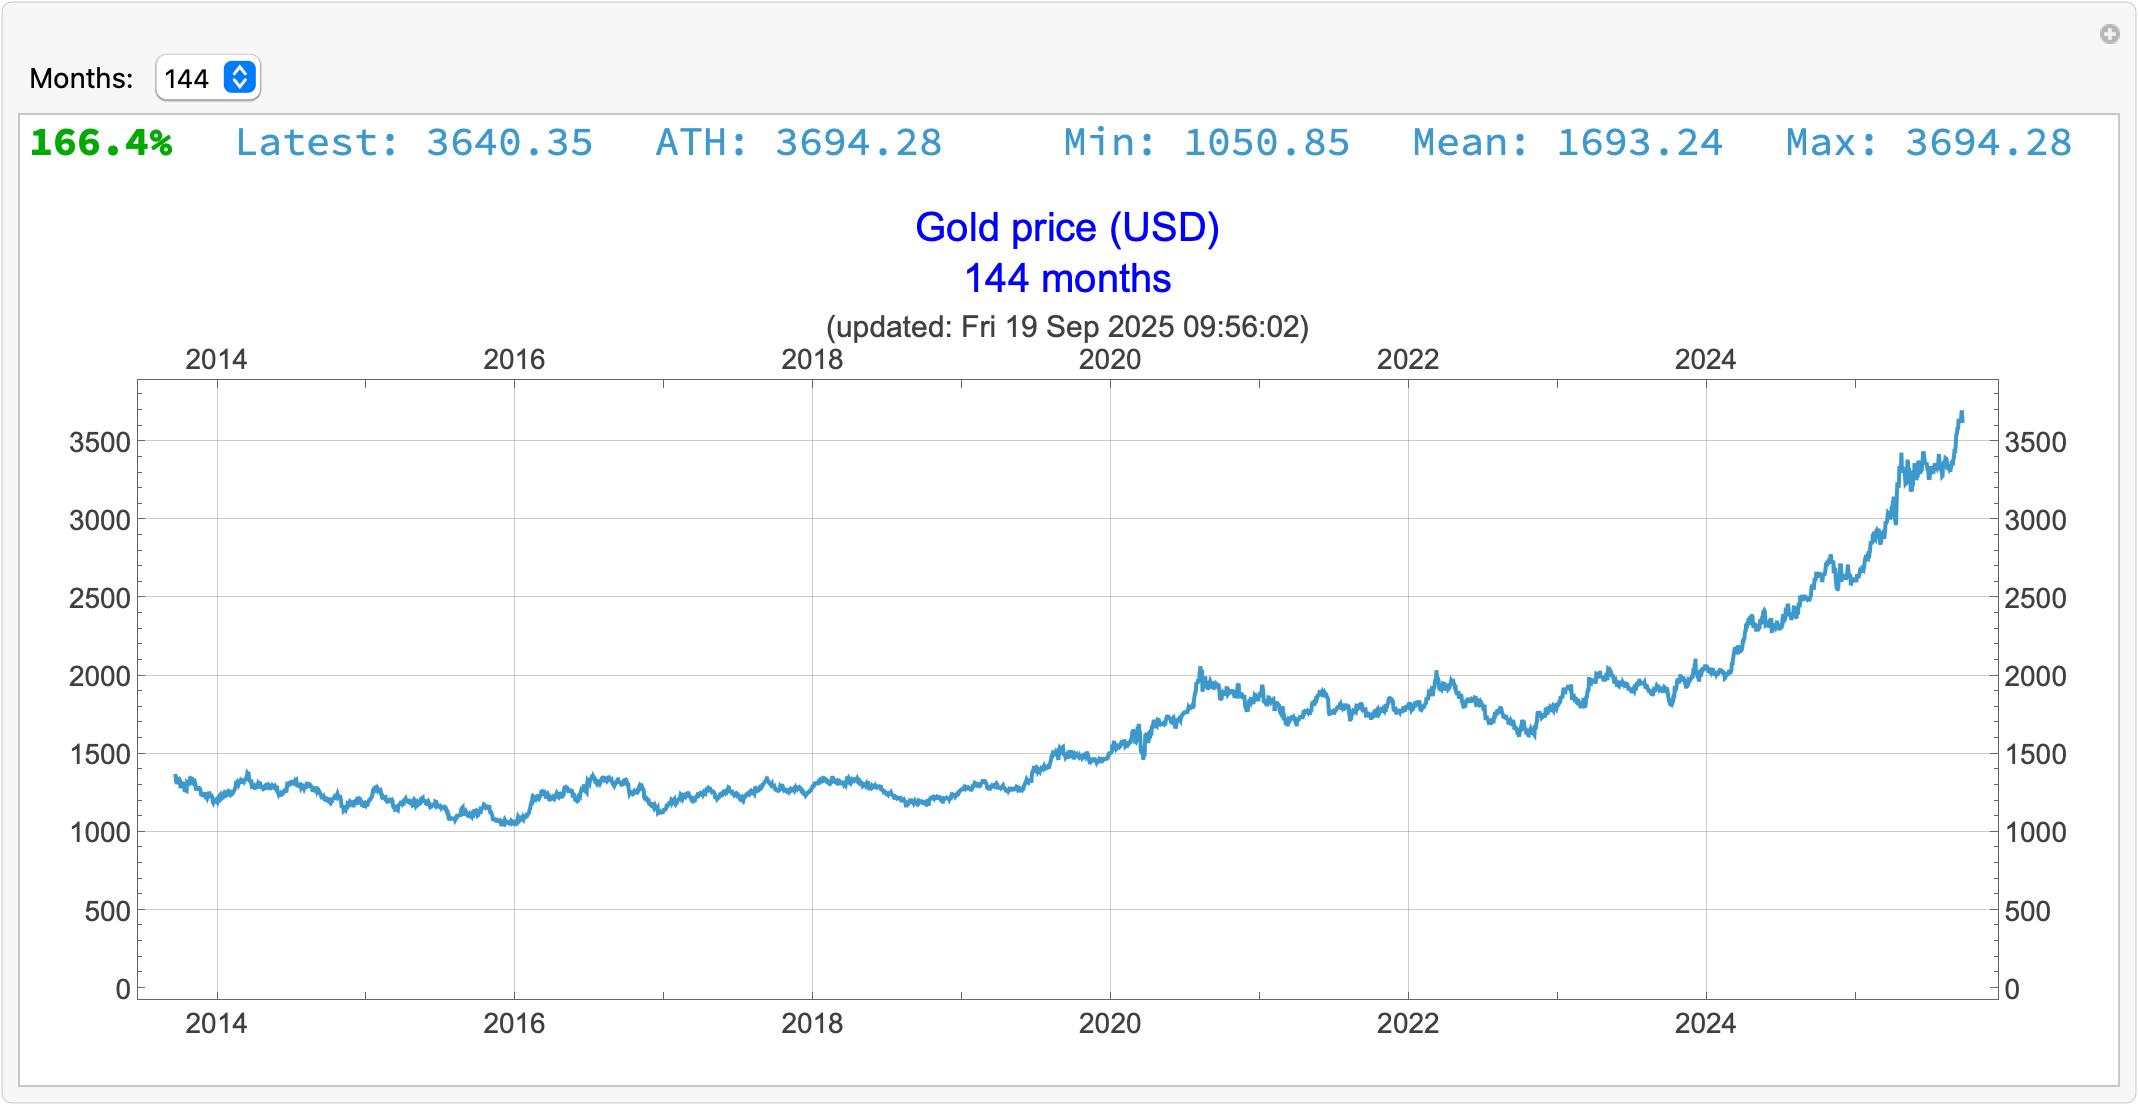 Months: 144
166.4% Latest: 3640.35 ATH: 3694.28 Min: 1050.85 Mean: 1693.24 Max: 3694.28
Gold price (USD)
144 months
(updated: Fri 19 Sep 2025 09:56:02)
2014 2016 2018 2020 2022 2024
3500 3500
3000 3000
2500 2500
2000 2000
1500 1500
1000 1000
500 500
0 0
2014 2016 2018 2020 2022 2024